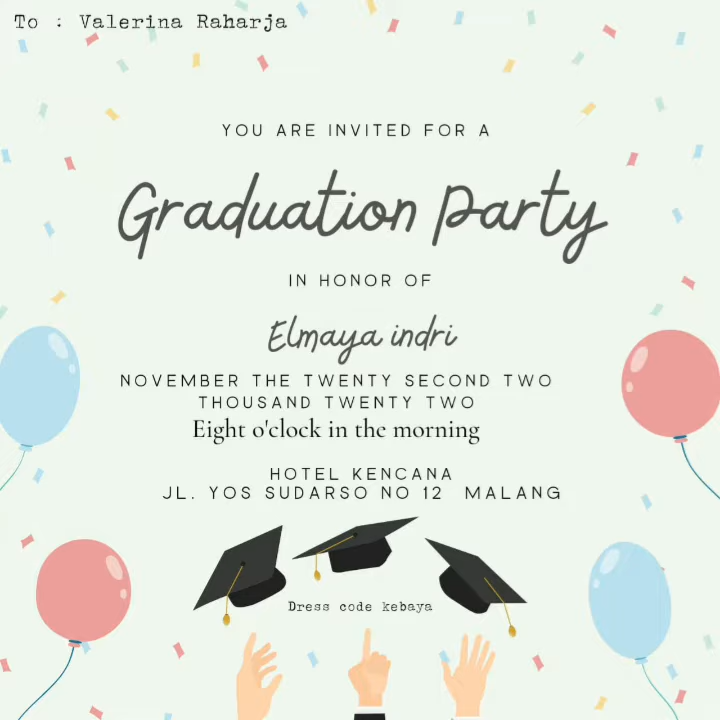 To : Valerina Raharja
YOU ARE INVITED FOR A
Graduation Party
IN HONOR OF
Elmaya indri
NOVEMBER THE TWENTY SECOND TWO
THOUSAND TWENTY TWO
Eight o'clock in the morning
HOTEL KENCANA
JL. YOS SUDARSO NO 12 MALANG
Dress code kebaya